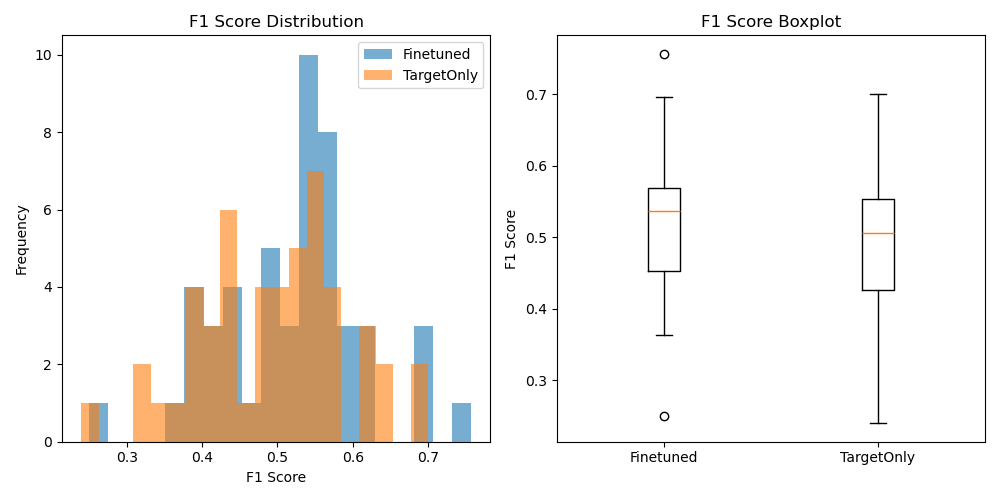 F1 Score Distribution
Finetuned
TargetOnly
10
8
6
4
2
0
Frequency
0.3 0.4 0.5 0.6 0.7
F1 Score
F1 Score Boxplot
0.7
0.6
0.5
0.4
0.3
F1 Score
Finetuned TargetOnly